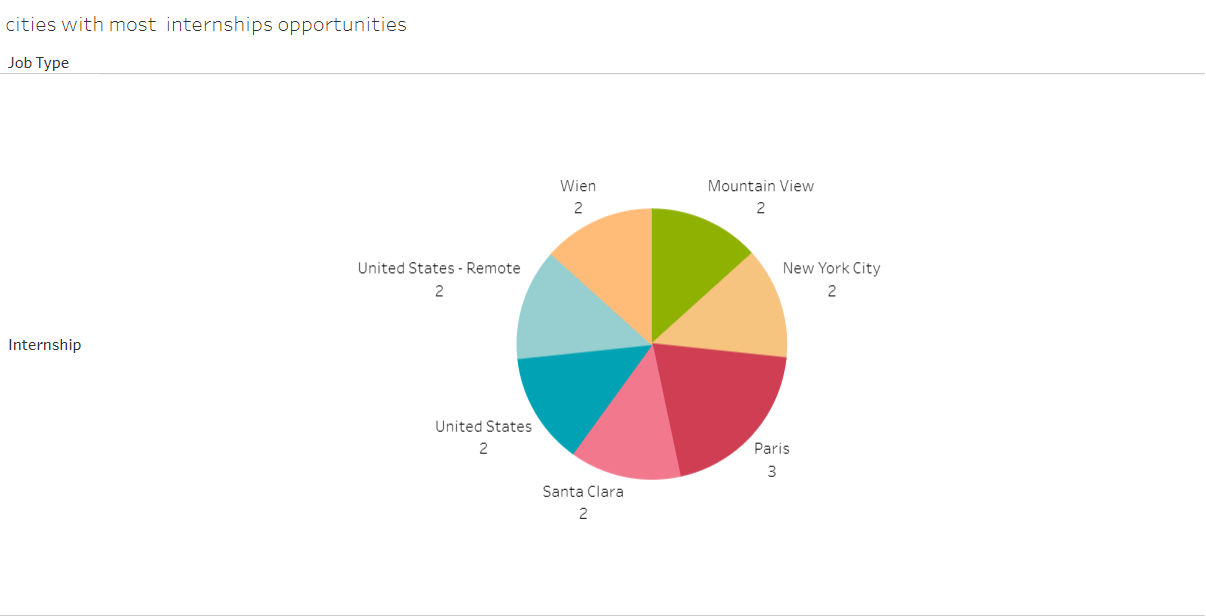 cities with most  internships opportunities
Job Type
Wien
2
Mountain View
2
United States - Remote
2
New York City
2
Internship
United States
2
Paris
3
Santa Clara
2